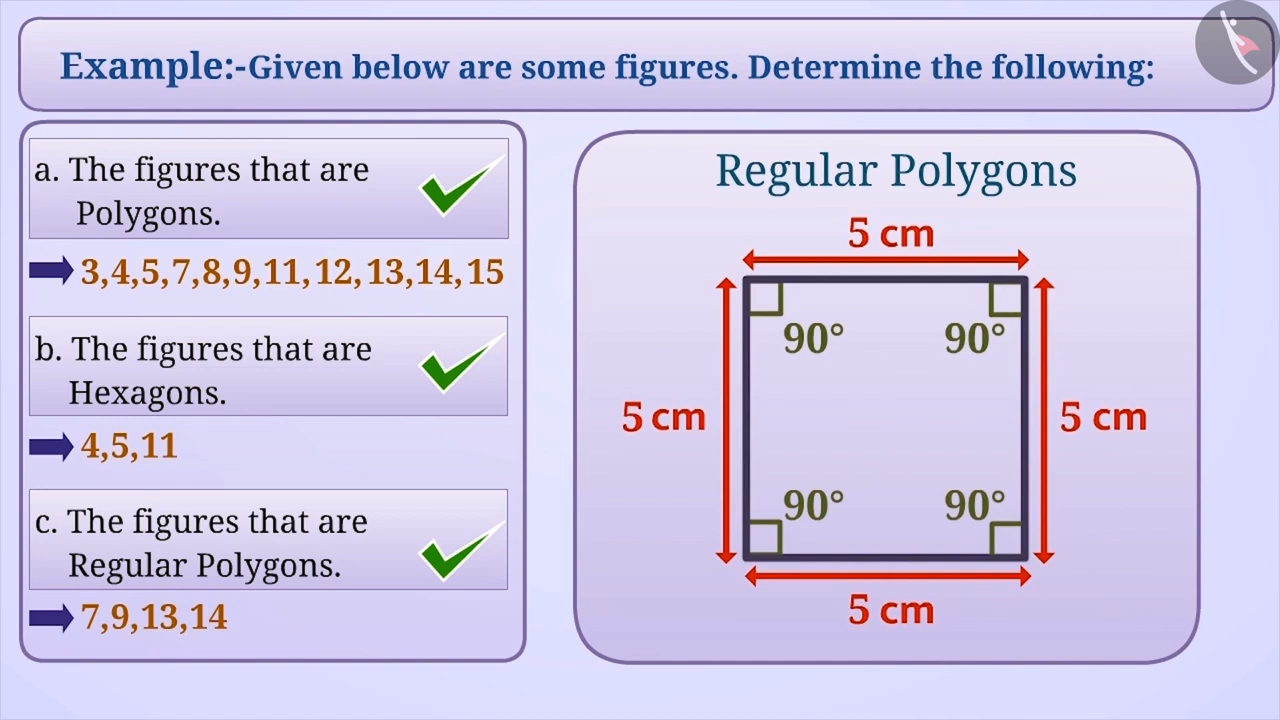 Example:-Given below are some figures. Determine the following:
a. The figures that are
Polygons.
3,4,5,7,8,9,11,12,13,14,15
b. The figures that are
Hexagons.
4,5,11
c. The figures that are
Regular Polygons.
7,9,13,14
Regular Polygons
5 cm
90° 90°
5 cm 5 cm
90° 90°
5 cm